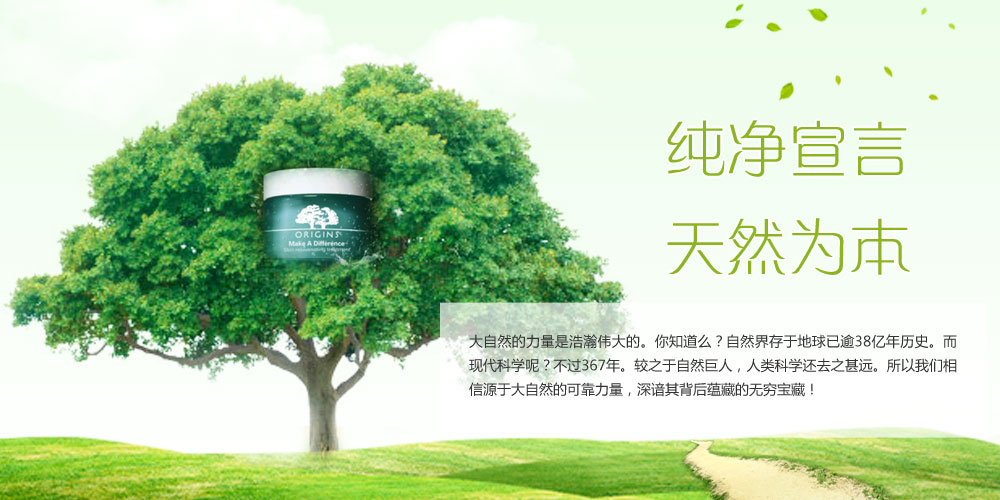 纯净宣言
天然为本
ORIGINS
Make A Difference
大自然的力量是浩瀚伟大的。你知道么？自然界存于地球已逾38亿年历史。而
现代科学呢？不过367年。较之于自然巨人，人类科学还去之甚远。所以我们相
信源于大自然的可靠力量，深谙其背后蕴藏的无穷宝藏！